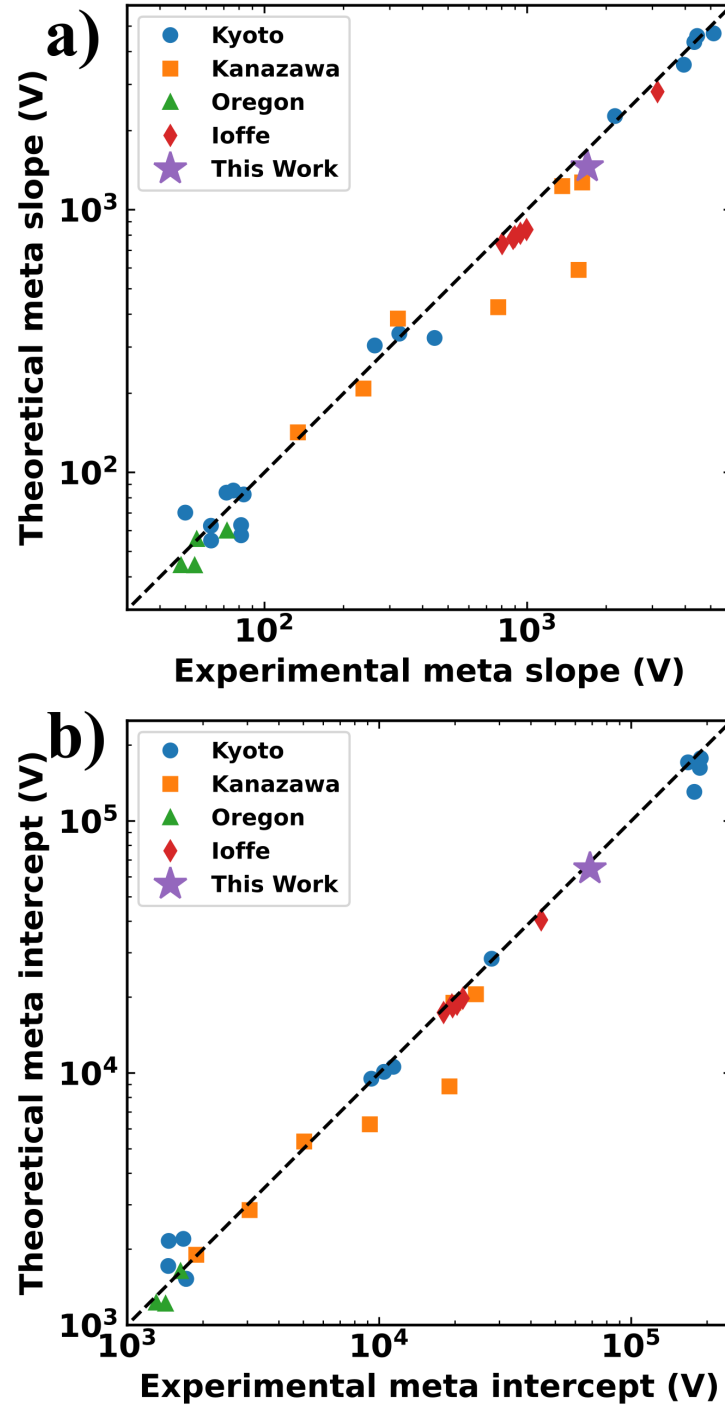 a)
Kyoto
Kanazawa
Oregon
Ioffe
This Work
Theoretical meta slope (V)
10³
10²
10² 10³
Experimental meta slope (V)
b)
Kyoto
Kanazawa
Oregon
Ioffe
This Work
Theoretical meta intercept (V)
10⁵
10⁴
10³
10³ 10⁴ 10⁵
Experimental meta intercept (V)